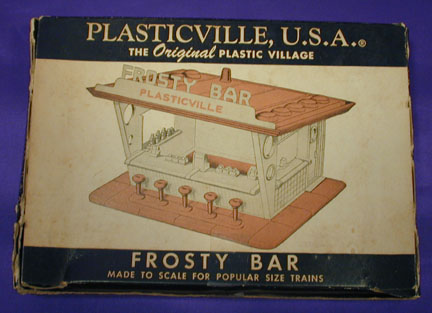 PLASTICVILLE, U.S.A.®
THE Original PLASTIC VILLAGE
FROSTY BAR
PLASTICVILLE
FROSTY BAR
MADE TO SCALE FOR POPULAR SIZE TRAINS